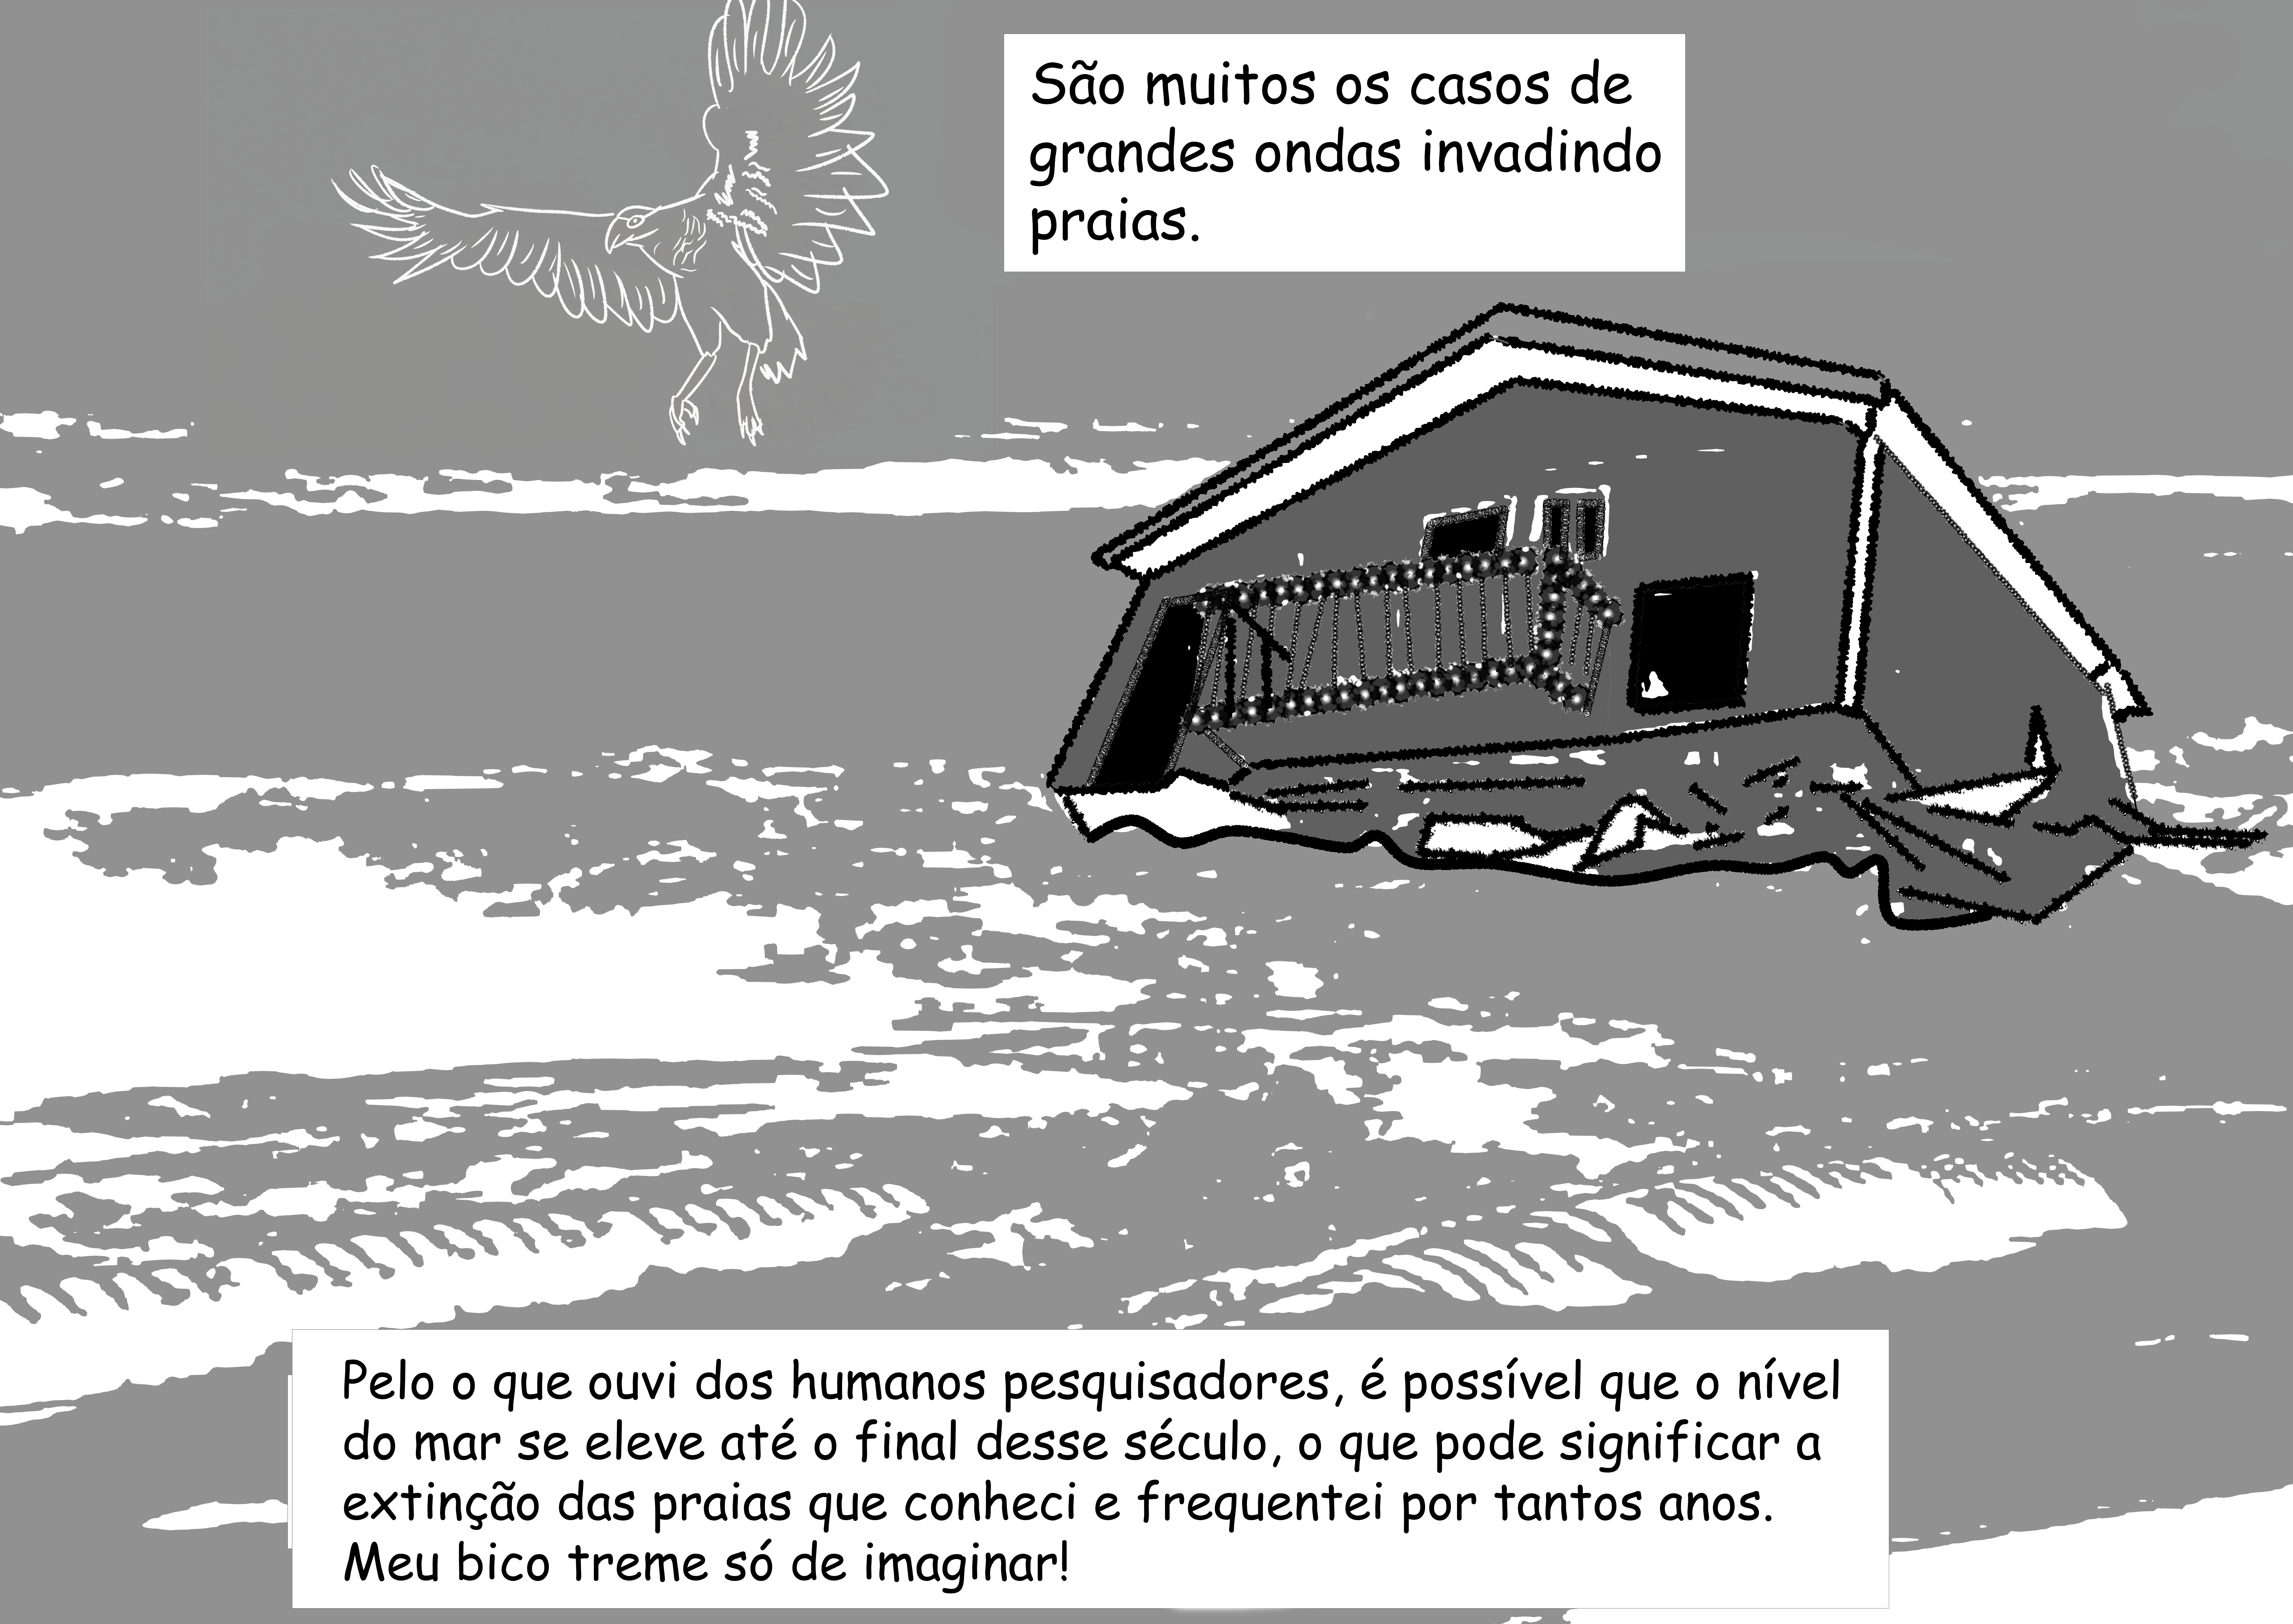 São muitos os casos de
grandes ondas invadindo
praias.
Pelo o que ouvi dos humanos pesquisadores, é possível que o nível
do mar se eleve até o final desse século, o que pode significar a
extinção das praias que conheci e frequentei por tantos anos.
Meu bico treme só de imaginar!